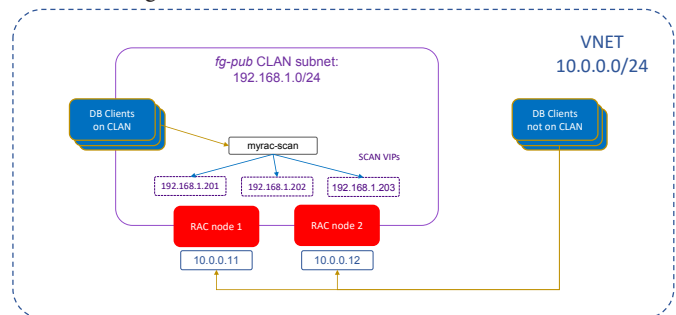 VNET
10.0.0.0/24
fg-pub CLAN subnet:
192.168.1.0/24
DB Clients
on CLAN
DB Clients
not on CLAN
myrac-scan
SCAN VIPs
192.168.1.201
192.168.1.202
192.168.1.203
RAC node 1
RAC node 2
10.0.0.11
10.0.0.12